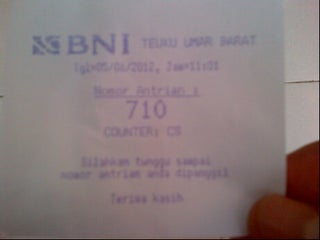 BNI TEUKU UMAR BARAT
Tgl=05/04/2012, Jam=11:01
Nomor Antrian :
710
COUNTER: CS
Silahkan tunggu sampai
nomor antrian anda dipanggil
Terima kasih